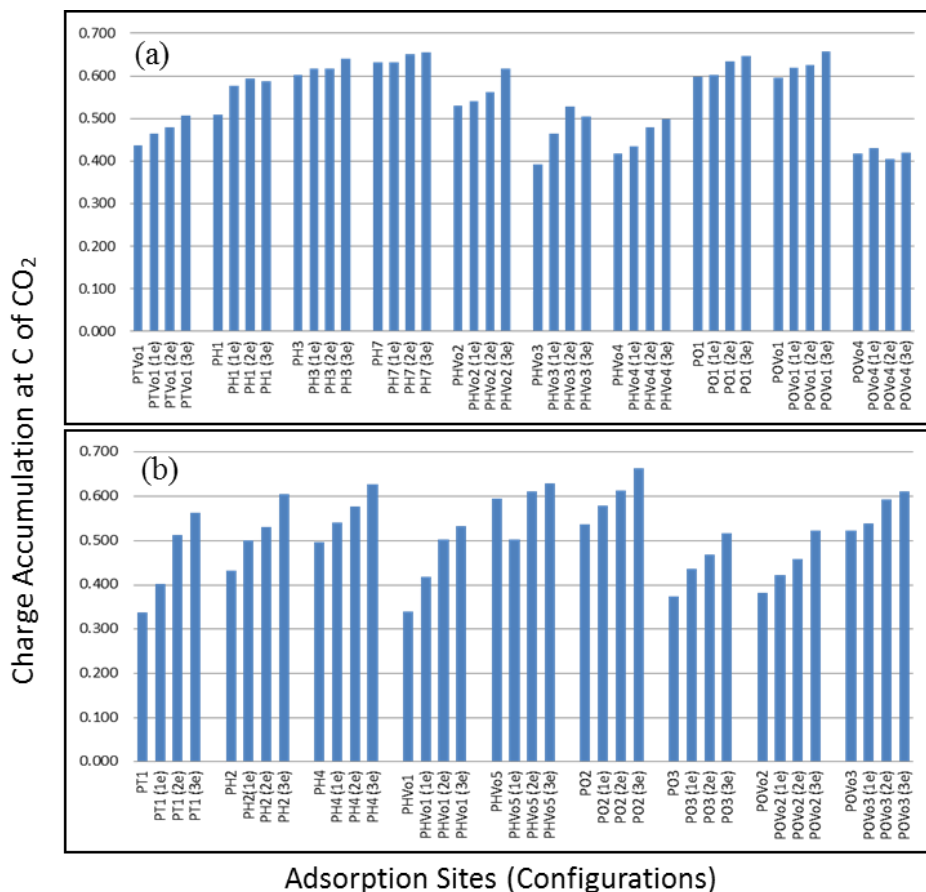 Charge Accumulation at C of CO2
(a)
0.700
0.600
0.500
0.400
0.300
0.200
0.100
0.000
PTVo1
PTVo1 (1e)
PTVo1 (2e)
PTVo1 (3e)
PH1
PH1 (1e)
PH1 (2e)
PH1 (3e)
PH3
PH3 (1e)
PH3 (2e)
PH3 (3e)
PH7
PH7 (1e)
PH7 (2e)
PH7 (3e)
PHVo2
PHVo2 (1e)
PHVo2 (2e)
PHVo2 (3e)
PHVo3
PHVo3 (1e)
PHVo3 (2e)
PHVo3 (3e)
PHVo4
PHVo4 (1e)
PHVo4 (2e)
PHVo4 (3e)
PO1
PO1 (1e)
PO1 (2e)
PO1 (3e)
POVo1
POVo1 (1e)
POVo1 (2e)
POVo1 (3e)
POVo4
POVo4 (1e)
POVo4 (2e)
POVo4 (3e)
(b)
0.700
0.600
0.500
0.400
0.300
0.200
0.100
0.000
PT1
PT1 (1e)
PT1 (2e)
PT1 (3e)
PH2
PH2(1e)
PH2 (2e)
PH2 (3e)
PH4
PH4 (1e)
PH4 (2e)
PH4 (3e)
PHVo1
PHVo1 (1e)
PHVo1 (2e)
PHVo1 (3e)
PHVo5
PHVo5 (1e)
PHVo5 (2e)
PHVo5 (3e)
PO2
PO2 (1e)
PO2 (2e)
PO2 (3e)
PO3
PO3 (1e)
PO3 (2e)
PO3 (3e)
POVo2
POVo2 (1e)
POVo2 (2e)
POVo2 (3e)
POVo3
POVo3 (1e)
POVo3 (2e)
POVo3 (3e)
Adsorption Sites (Configurations)